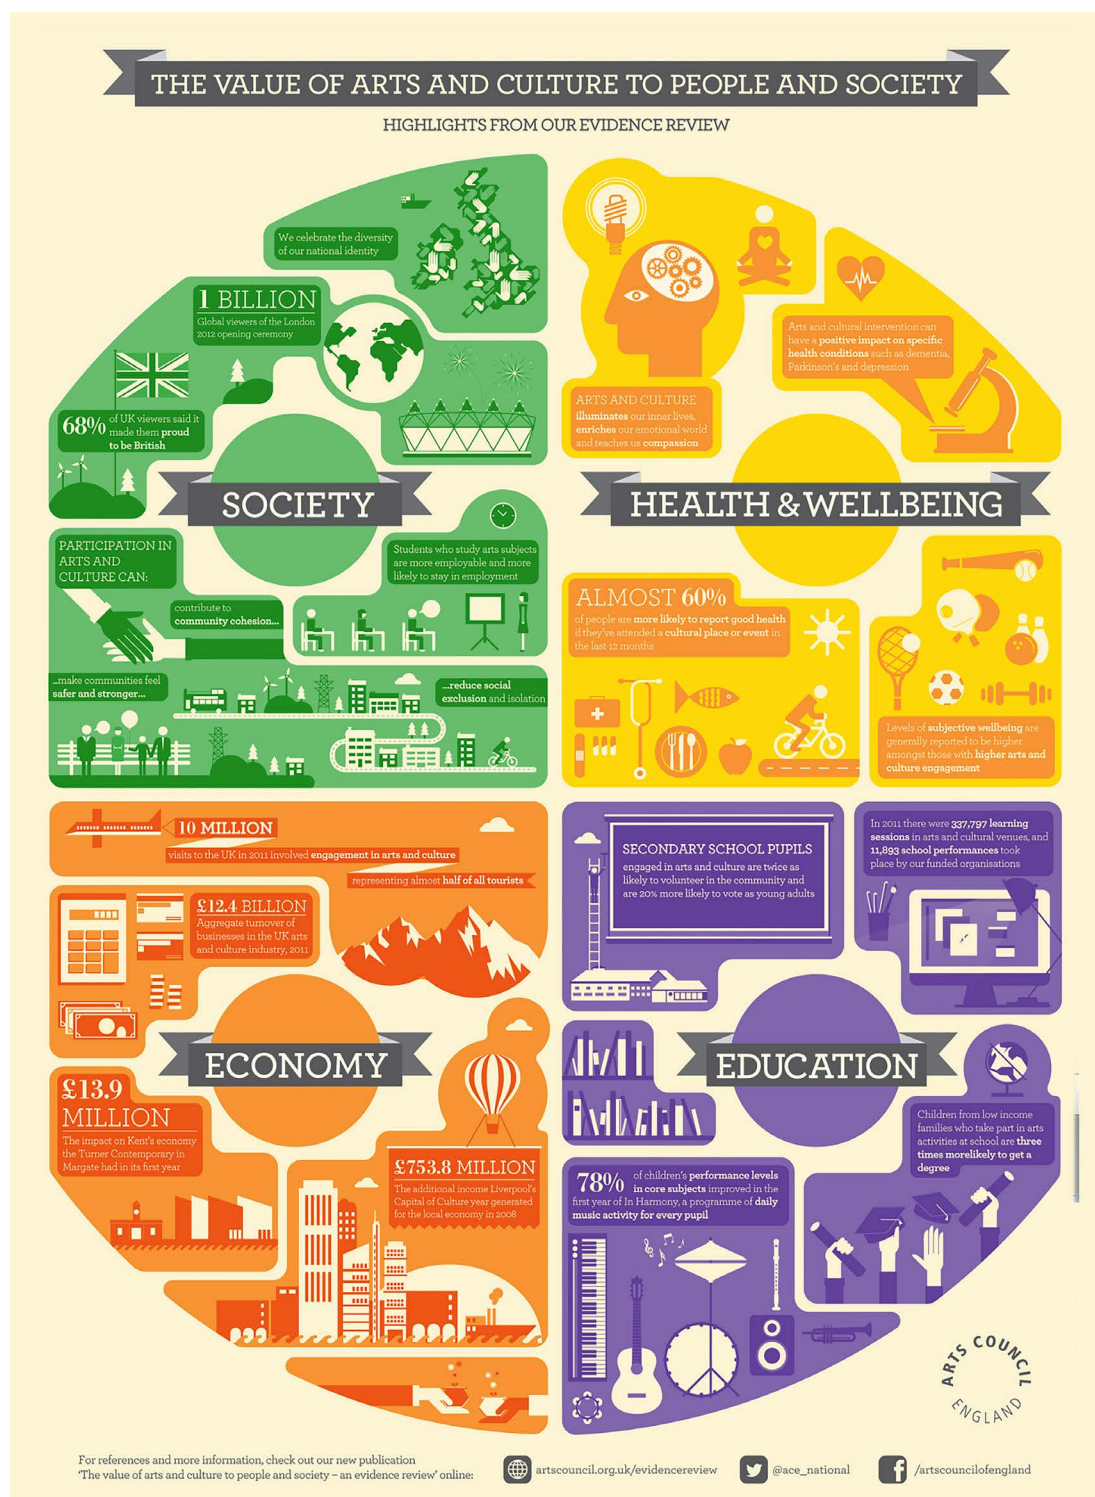 THE VALUE OF ARTS AND CULTURE TO PEOPLE AND SOCIETY
HIGHLIGHTS FROM OUR EVIDENCE REVIEW
We celebrate the diversity
of our national identity
1 BILLION
Global viewers of the London
2012 opening ceremony
68% of UK viewers said it
made them proud
to be British
SOCIETY
PARTICIPATION IN
ARTS AND
CULTURE CAN:
contribute to
community cohesion...
Students who study arts subjects
are more employable and more
likely to stay in employment
...make communities feel
safer and stronger...
...reduce social
exclusion and isolation
ARTS AND CULTURE
illuminates our inner lives,
enriches our emotional world
and teaches us compassion
Arts and cultural intervention can
have a positive impact on specific
health conditions such as dementia,
Parkinson's and depression
HEALTH & WELLBEING
ALMOST 60%
of people are more likely to report good health
if they've attended a cultural place or event in
the last 12 months
Levels of subjective wellbeing are
generally reported to be higher
amongst those with higher arts and
culture engagement
10 MILLION
visits to the UK in 2011 involved engagement in arts and culture
representing almost half of all tourists
£12.4 BILLION
Aggregate turnover of
businesses in the UK arts
and culture industry, 2011
ECONOMY
£13.9
MILLION
The impact on Kent's economy
the Turner Contemporary in
Margate had in its first year
£753.8 MILLION
The additional income Liverpool's
Capital of Culture year generated
for the local economy in 2008
SECONDARY SCHOOL PUPILS
engaged in arts and culture are twice as
likely to volunteer in the community and
are 20% more likely to vote as young adults
In 2011 there were 337,797 learning
sessions in arts and cultural venues, and
11,893 school performances took
place by our funded organisations
EDUCATION
Children from low income
families who take part in arts
activities at school are three
times morelikely to get a
degree
78% of children's performance levels
in core subjects improved in the
first year of In Harmony, a programme of daily
music activity for every pupil
ARTS COUNCIL
ENGLAND
For references and more information, check out our new publication
'The value of arts and culture to people and society – an evidence review' online:
artscouncil.org.uk/evidencereview
@ace_national
/artscouncilofengland